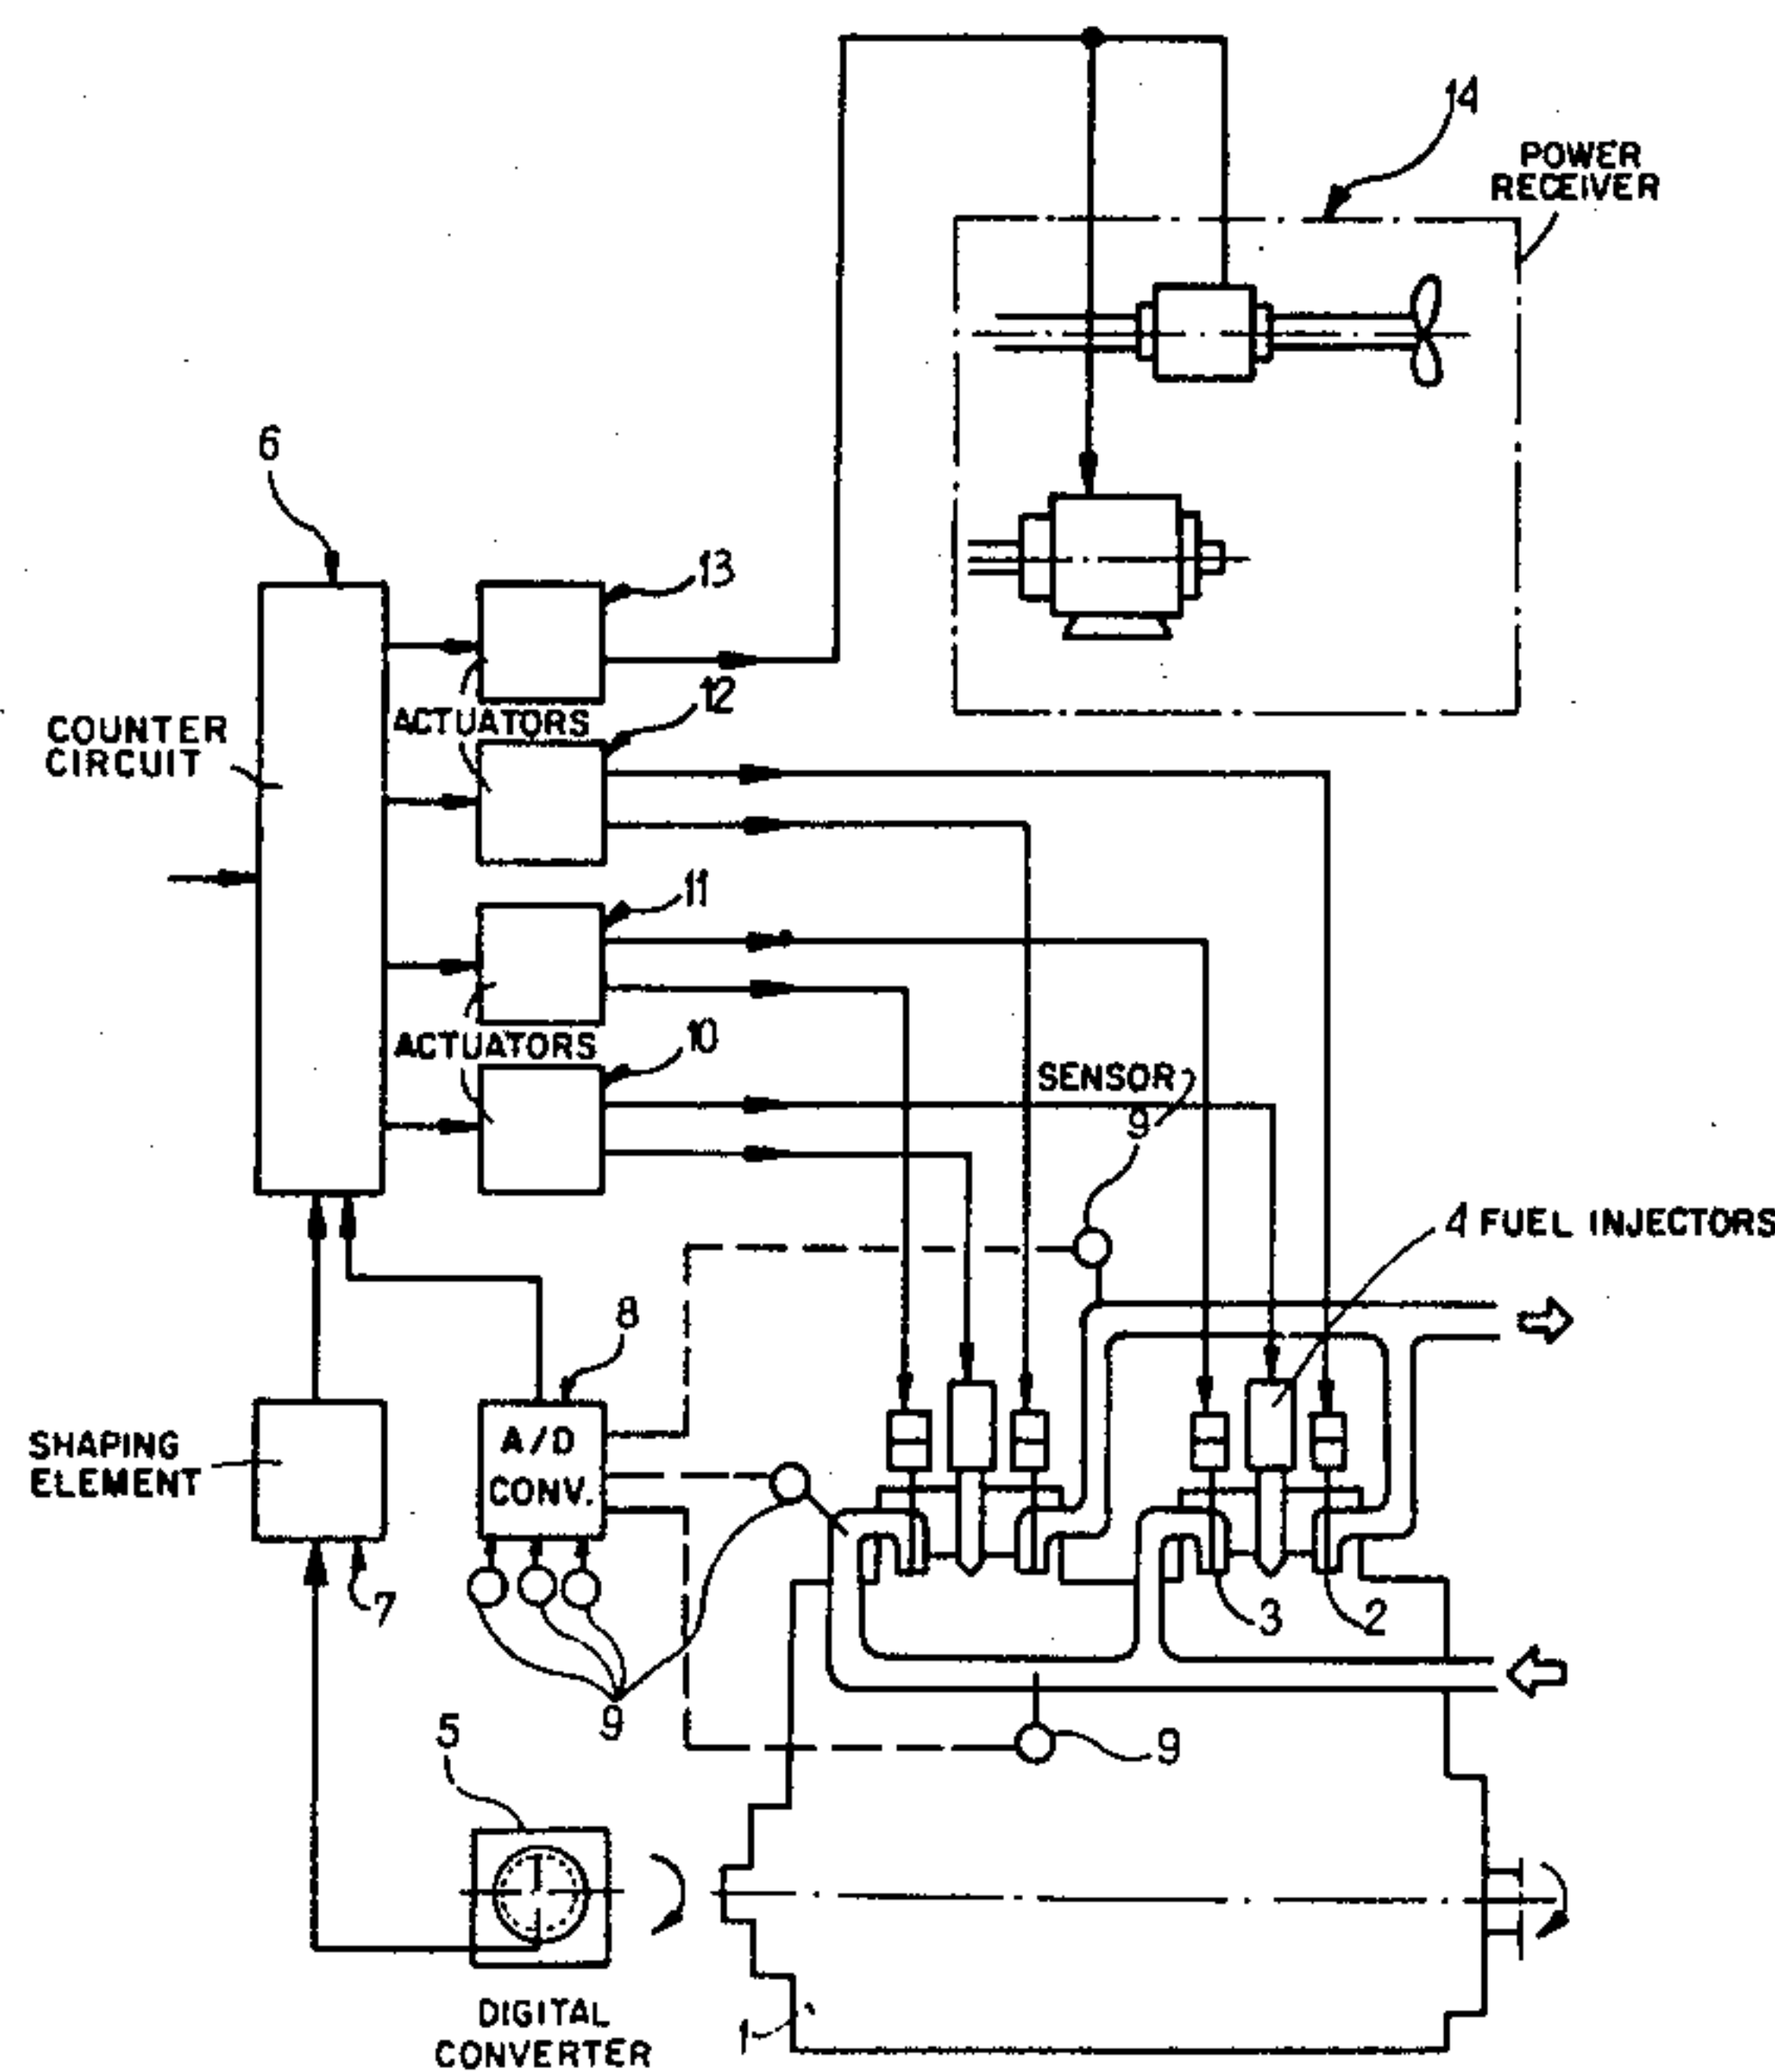 14
POWER
RECEIVER
6
13
ACTUATORS
12
COUNTER
CIRCUIT
11
ACTUATORS
10
SENSOR
9
4 FUEL INJECTORS
8
A/D
CONV.
SHAPING
ELEMENT
7
3
2
9
9
5
1
DIGITAL
CONVERTER